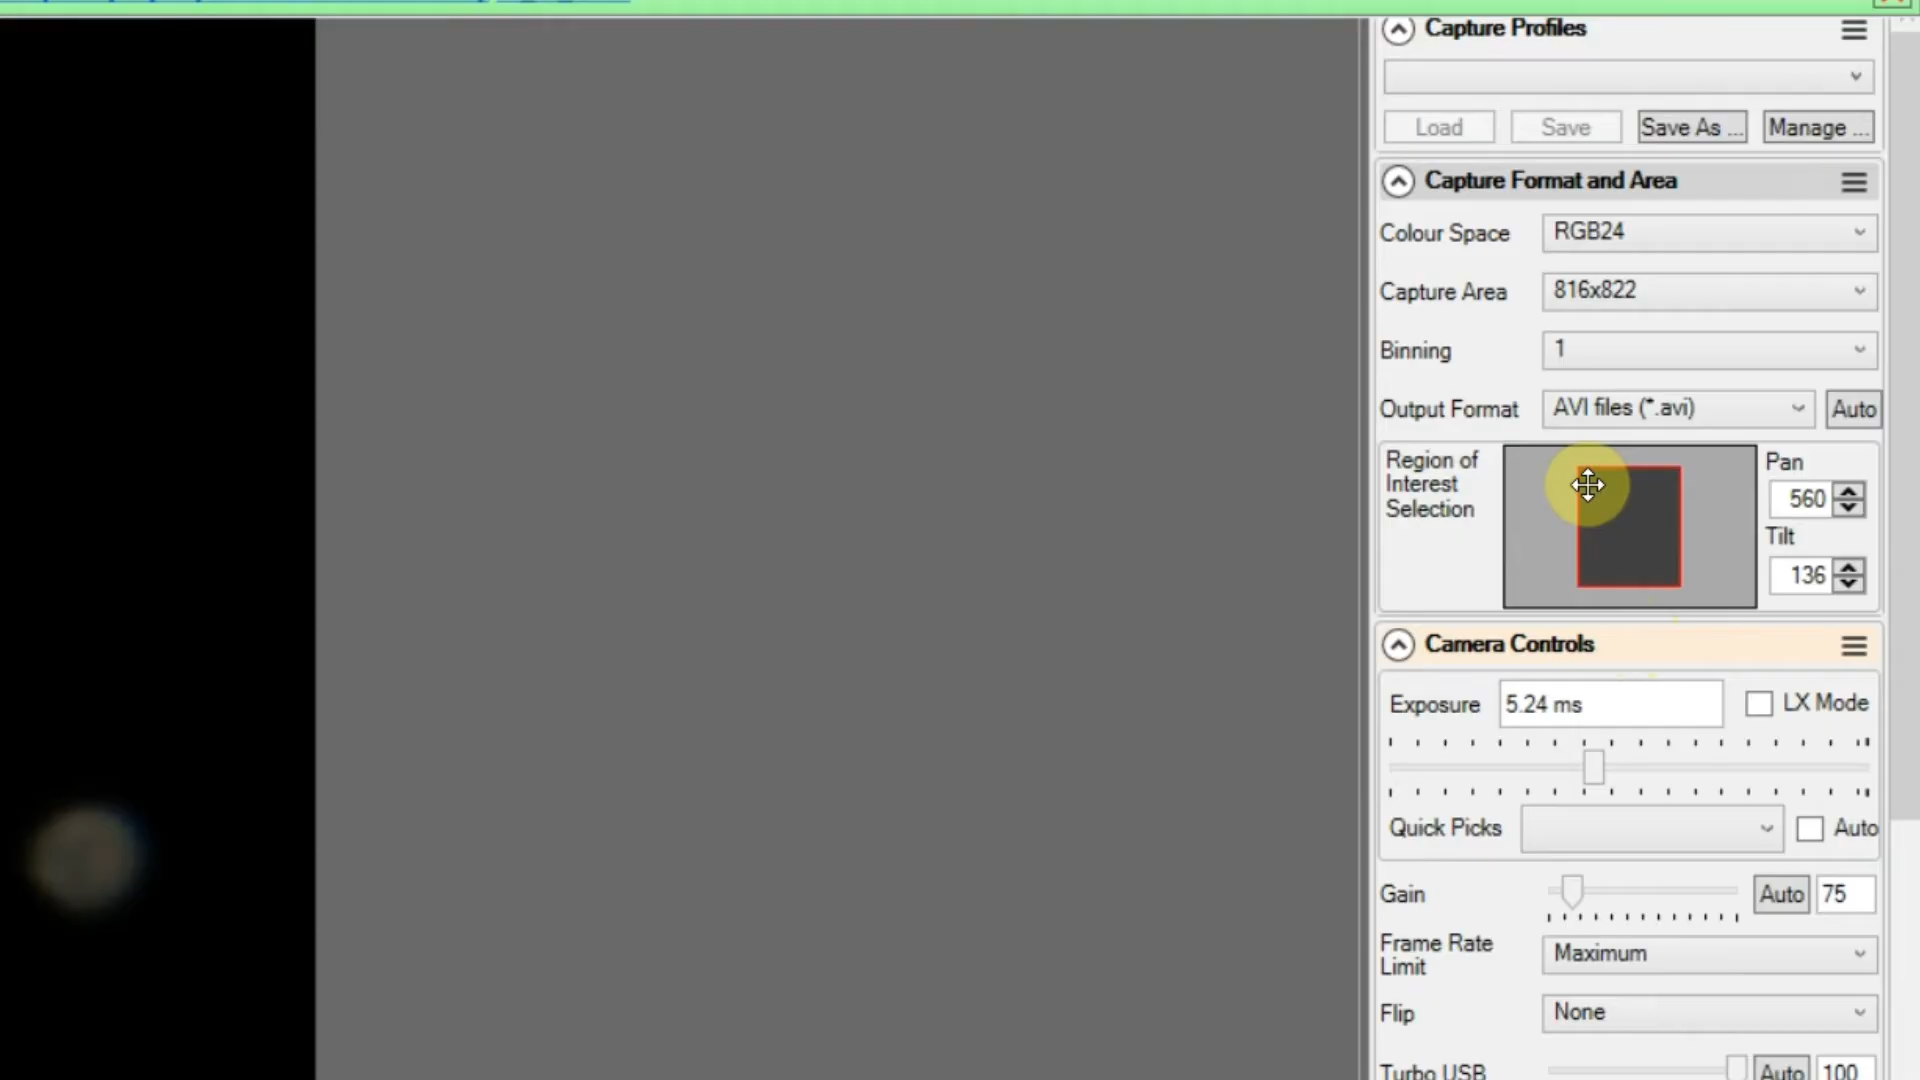 Capture Profiles
Load Save Save As ... Manage ...
Capture Format and Area
Colour Space RGB24
Capture Area 816x822
Binning 1
Output Format AVI files (*.avi) Auto
Region of
Interest
Selection
Pan
560
Tilt
136
Camera Controls
Exposure 5.24 ms LX Mode
Quick Picks Auto
Gain Auto 75
Frame Rate
Limit
Maximum
Flip None
Turbo USB Auto 100